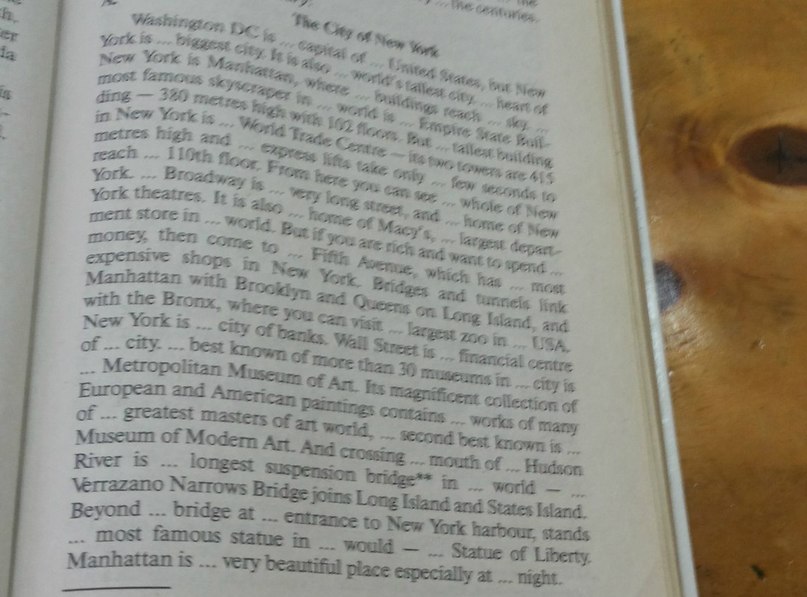 ... the
... the centuries.
The City of New York
Washington DC is ... capital of ... United States, but New
York is ... biggest city. It is also ... world's tallest city. ... heart of
New York is Manhattan, where ... buildings reach ... sky. ...
most famous skyscraper in ... world is ... Empire State Buil-
ding — 380 metres high with 102 floors. But ... tallest building
in New York is ... World Trade Centre — its two towers are 415
metres high and ... express lifts take only ... few seconds to
reach ... 110th floor. From here you can see ... whole of New
York. ... Broadway is ... very long street, and ... home of New
York theatres. It is also ... home of Macy's, ... largest depart-
ment store in ... world. But if you are rich and want to spend ...
money, then come to ... Fifth Avenue, which has ... most
expensive shops in New York. Bridges and tunnels link
Manhattan with Brooklyn and Queens on Long Island, and
with the Bronx, where you can visit ... largest zoo in ... USA.
New York is ... city of banks. Wall Street is ... financial centre
of ... city. ... best known of more than 30 museums in ... city is
... Metropolitan Museum of Art. Its magnificent collection of
European and American paintings contains ... works of many
of ... greatest masters of art world, ... second best known is ...
Museum of Modern Art. And crossing ... mouth of ... Hudson
River is ... longest suspension bridge** in ... world — ...
Verrazano Narrows Bridge joins Long Island and States Island.
Beyond ... bridge at ... entrance to New York harbour, stands
... most famous statue in ... would — ... Statue of Liberty.
Manhattan is ... very beautiful place especially at ... night.